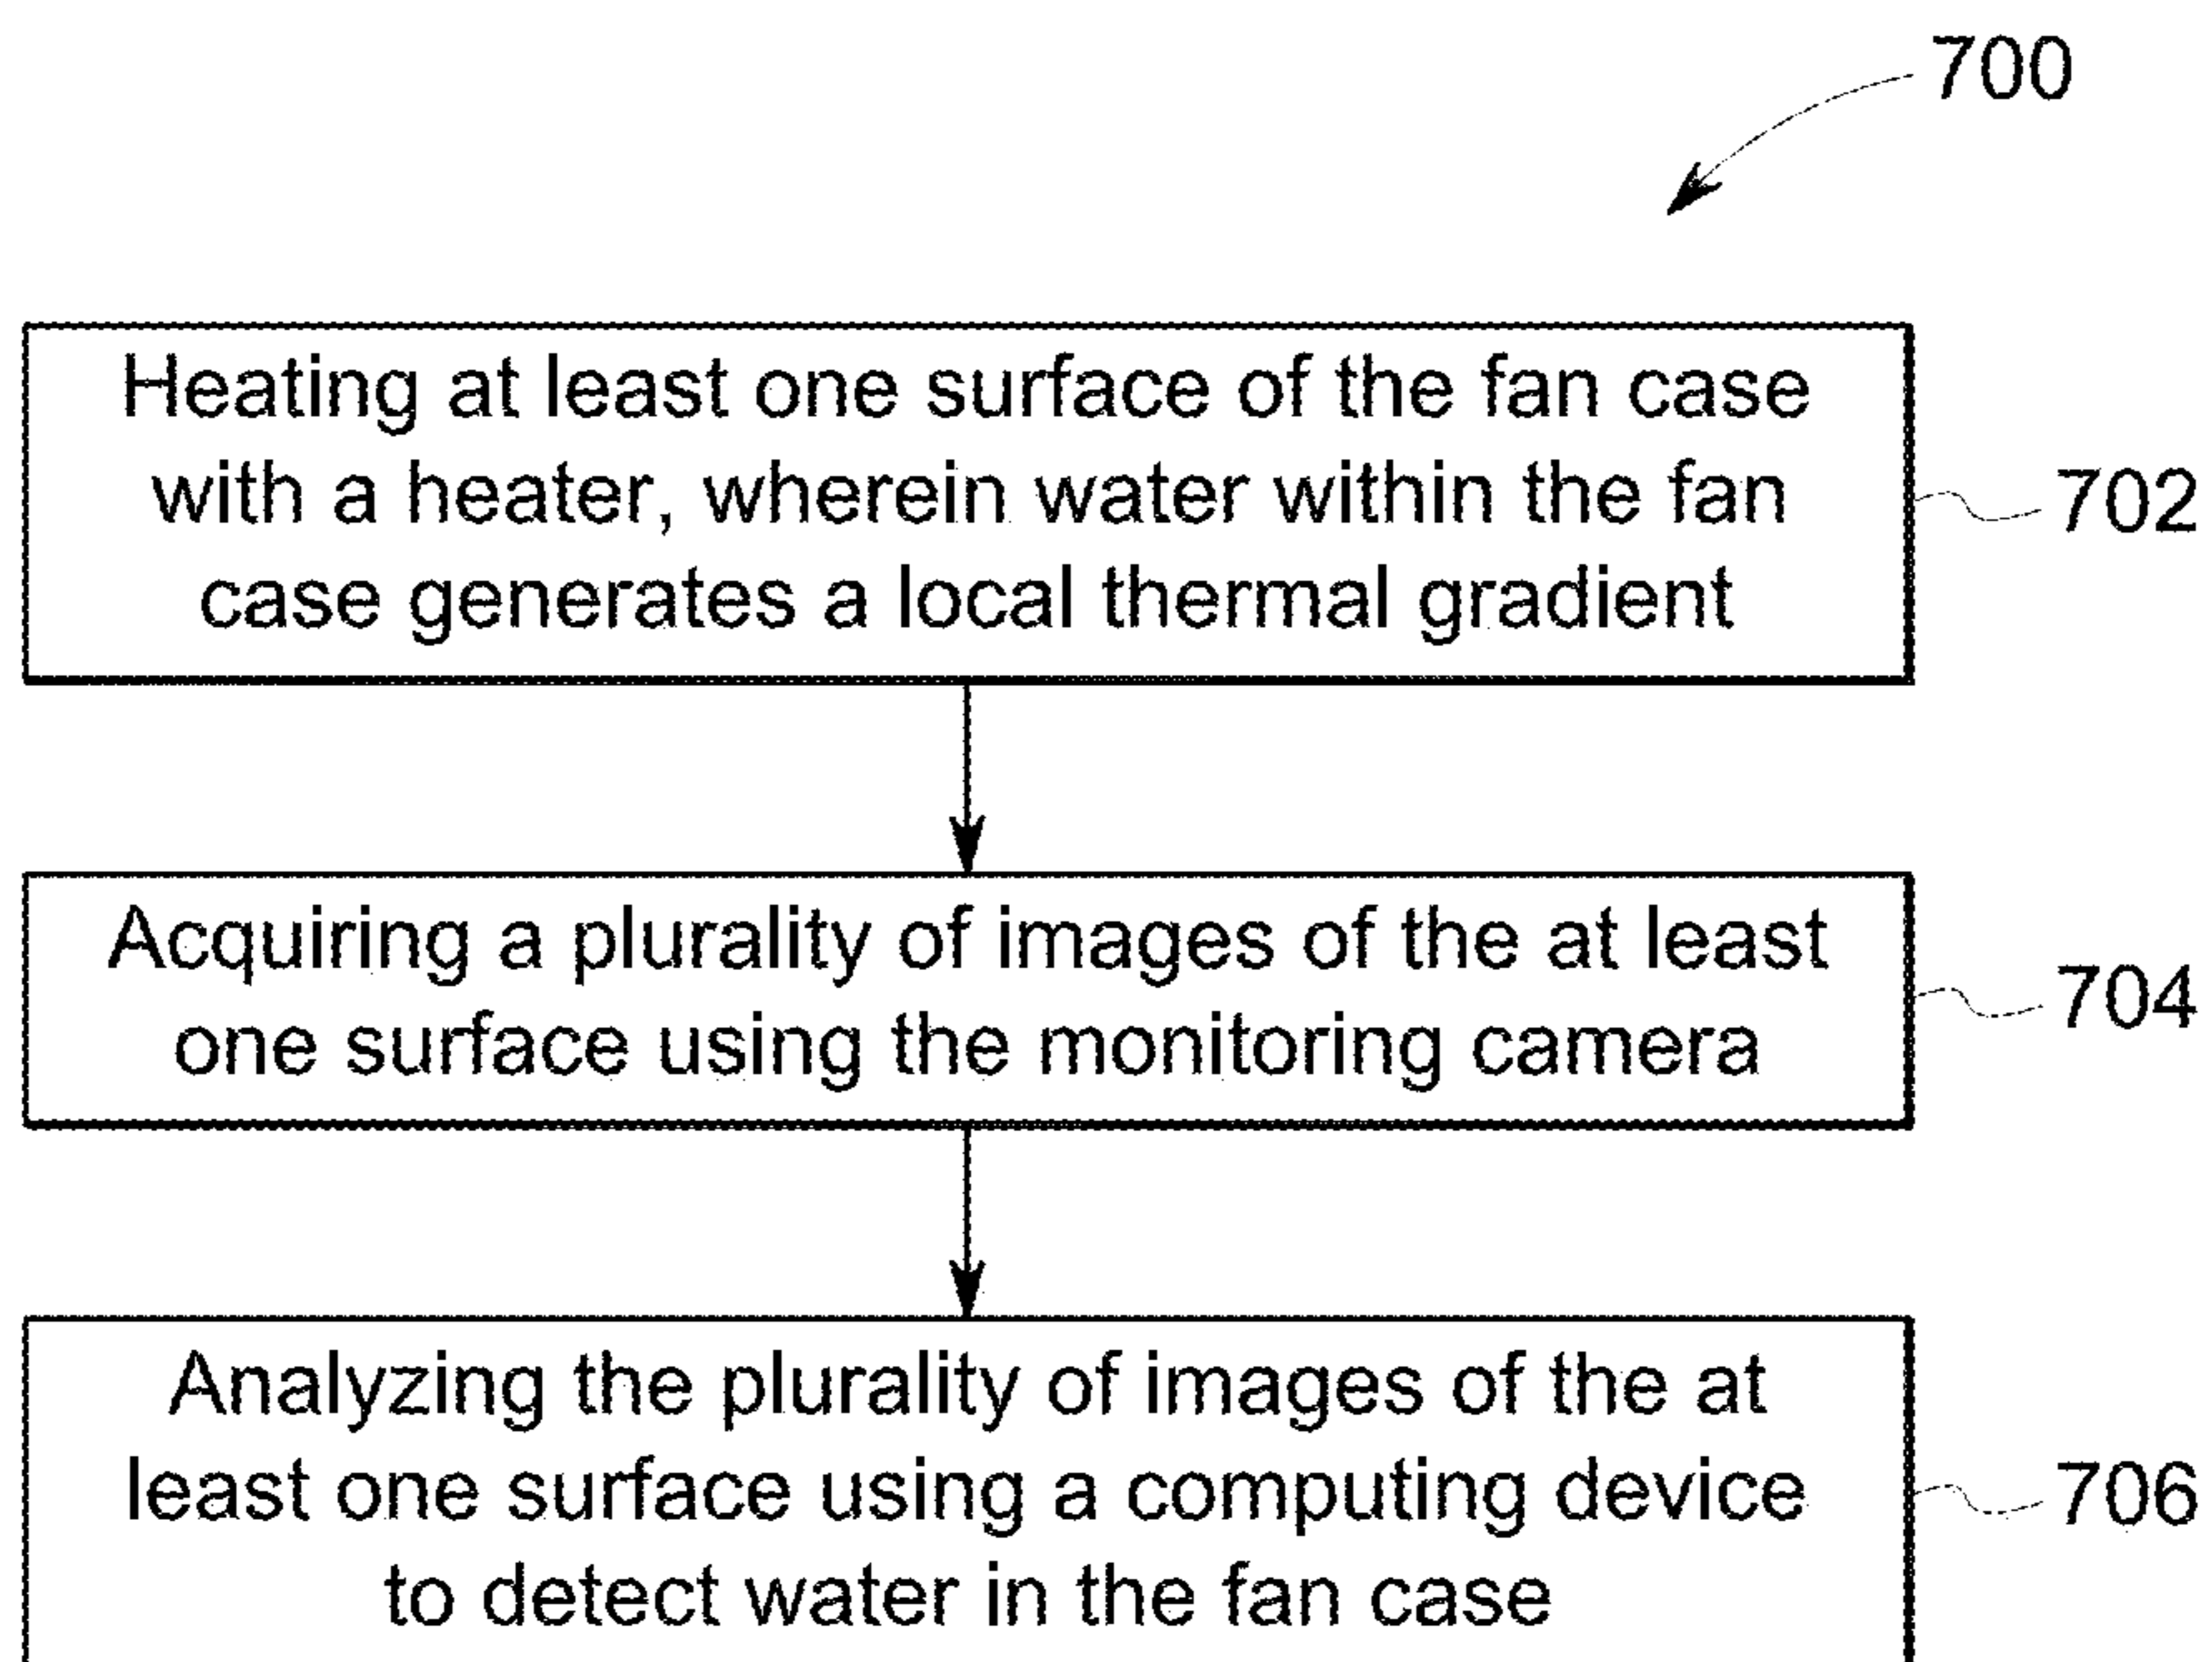 700
Heating at least one surface of the fan case
with a heater, wherein water within the fan
case generates a local thermal gradient
702
Acquiring a plurality of images of the at least
one surface using the monitoring camera
704
Analyzing the plurality of images of the at
least one surface using a computing device
to detect water in the fan case
706